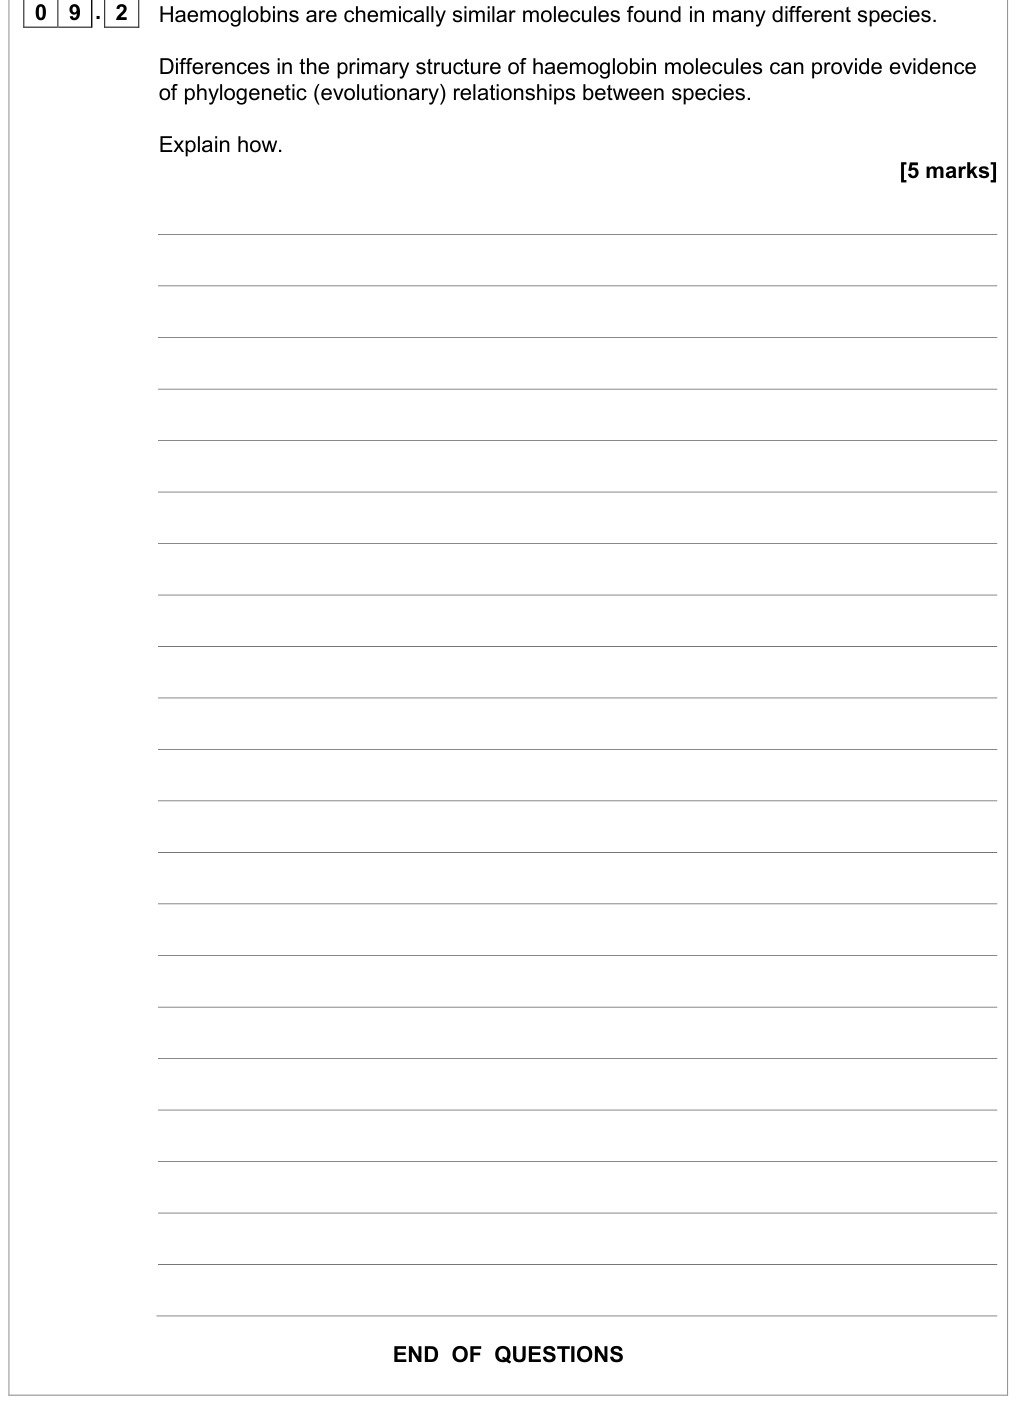 0 9 . 2 Haemoglobins are chemically similar molecules found in many different species.
Differences in the primary structure of haemoglobin molecules can provide evidence
of phylogenetic (evolutionary) relationships between species.
Explain how.
[5 marks]
END OF QUESTIONS